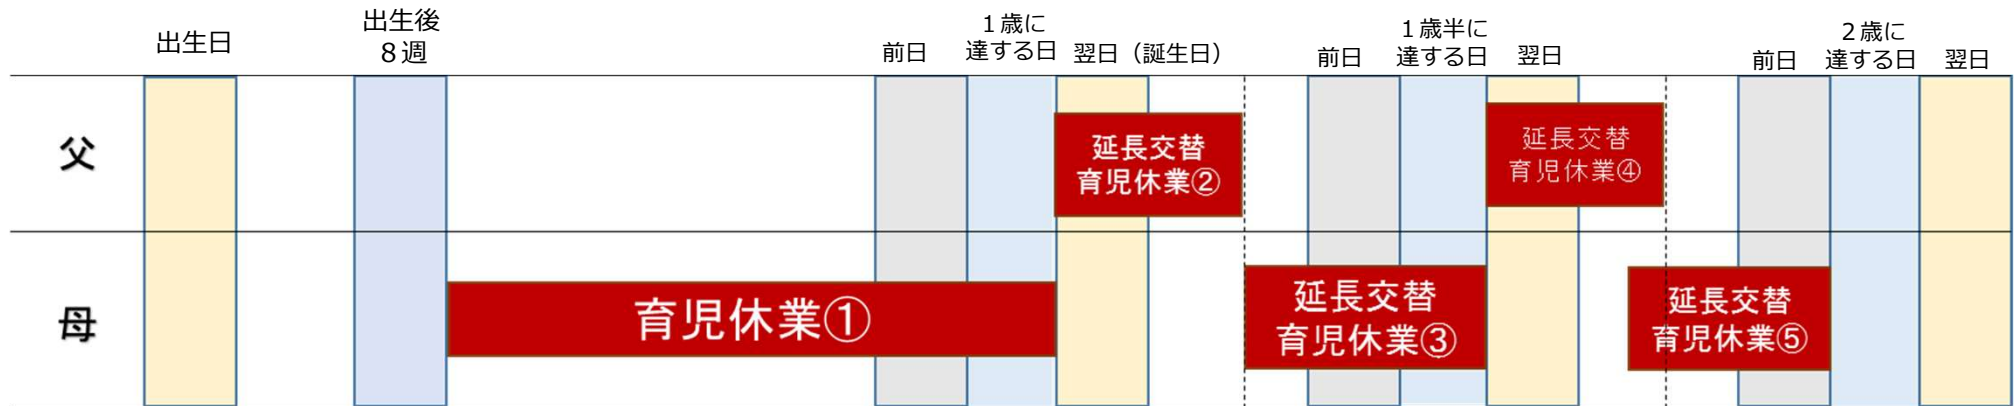 出生日
出生後
８週
前日
１歳に
達する日
翌日（誕生日）
前日
１歳半に
達する日
翌日
前日
２歳に
達する日
翌日
父
延長交替
育児休業②
延長交替
育児休業④
母
育児休業①
延長交替
育児休業③
延長交替
育児休業⑤